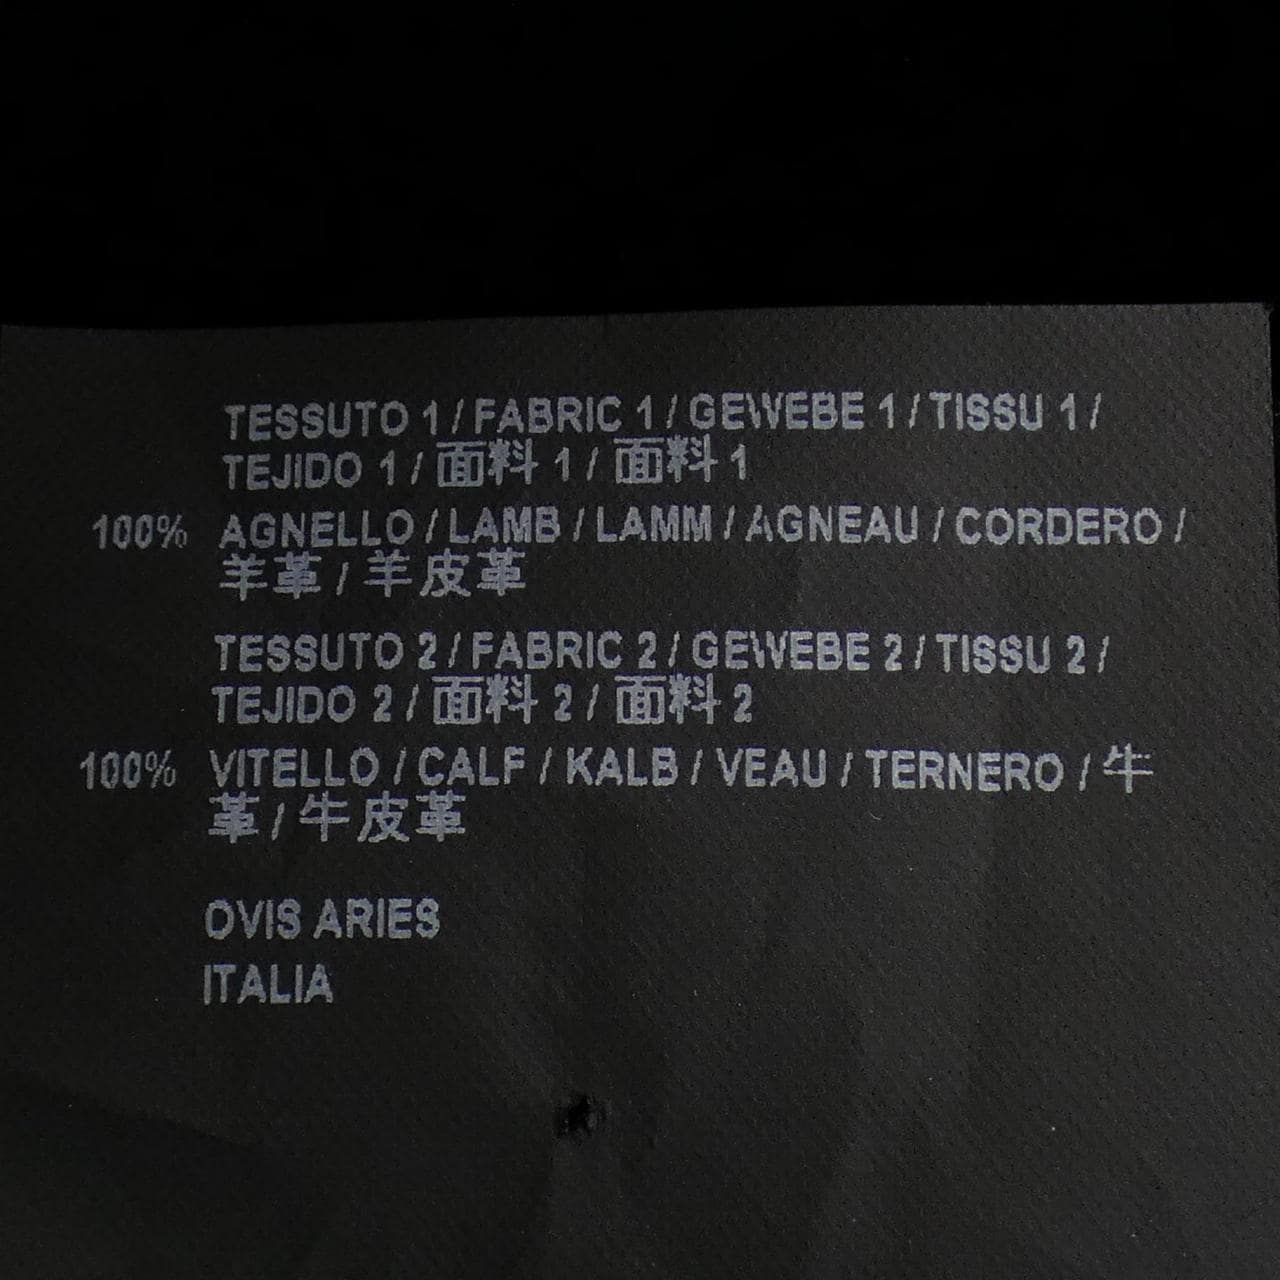 TESSUTO 1 / FABRIC 1 / GEWEBE 1 / TISSU 1 /
TEJIDO 1 / 面料 1 / 面料 1
100% AGNELLO / LAMB / LAMM / AGNEAU / CORDERO /
羊革 / 羊皮革
TESSUTO 2 / FABRIC 2 / GEWEBE 2 / TISSU 2 /
TEJIDO 2 / 面料 2 / 面料 2
100% VITELLO / CALF / KALB / VEAU / TERNERO / 牛
革 / 牛皮革
OVIS ARIES
ITALIA